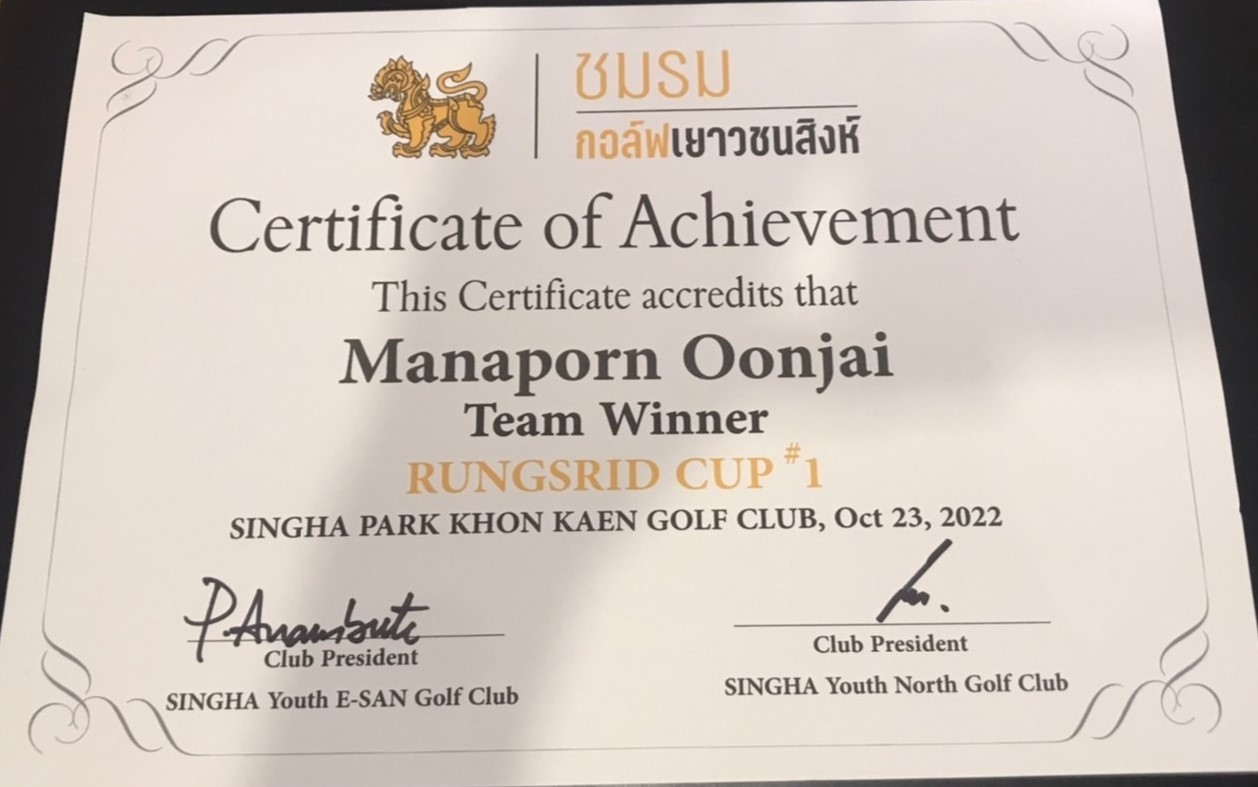 ชมรม
กอล์ฟเยาวชนสิงห์
Certificate of Achievement
This Certificate accredits that
Manaporn Oonjai
Team Winner
RUNGSRID CUP #1
SINGHA PARK KHON KAEN GOLF CLUB, Oct 23, 2022
Club President
Club President
SINGHA Youth E-SAN Golf Club
SINGHA Youth North Golf Club